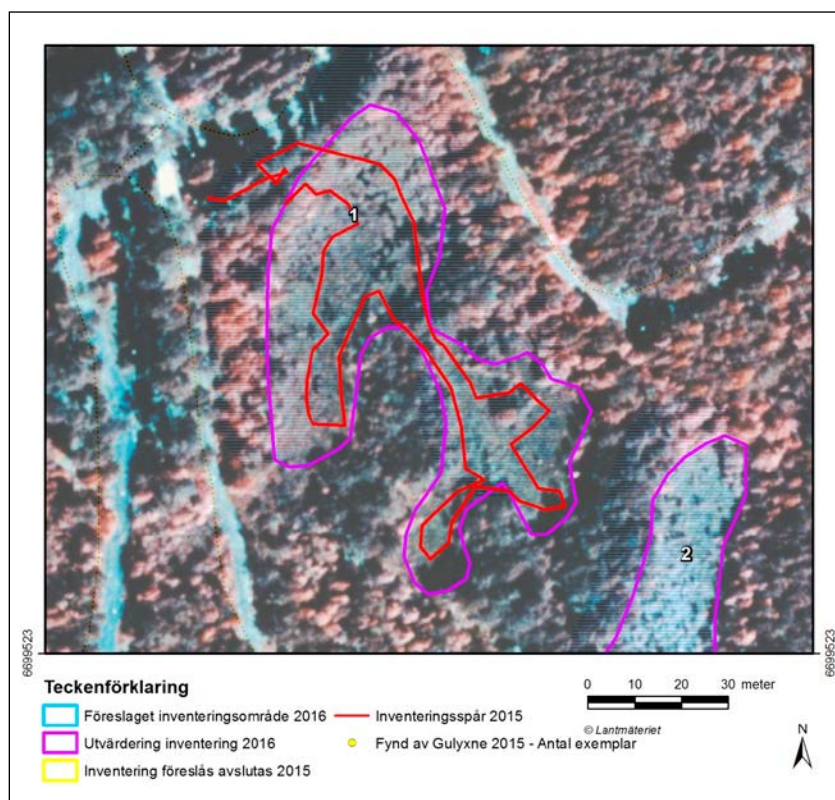 1
2
6699523
6699523
Teckenförklaring
Föreslaget inventeringsområde 2016
Utvärdering inventering 2016
Inventering föreslås avslutas 2015
Inventeringsspår 2015
Fynd av Gulyxne 2015 - Antal exemplar
0 10 20 30 meter
© Lantmäteriet
N